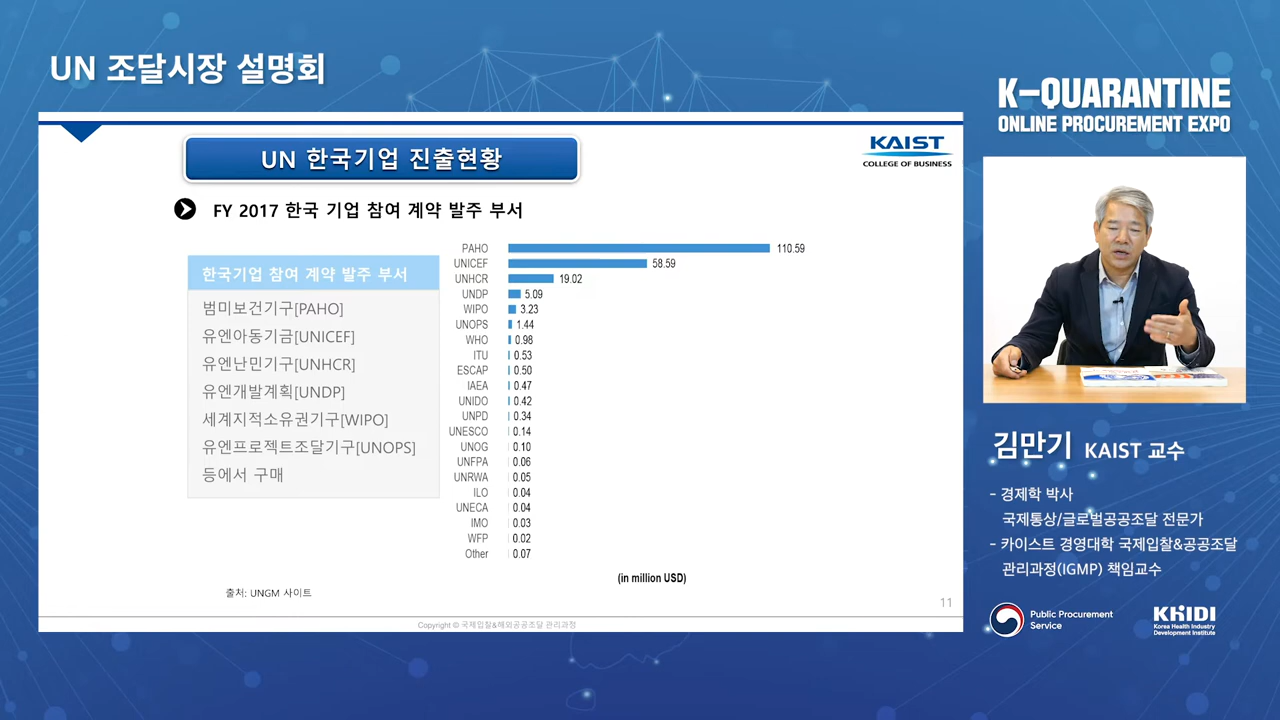 UN 조달시장 설명회
K-QUARANTINE
ONLINE PROCUREMENT EXPO
UN 한국기업 진출현황
KAIST
COLLEGE OF BUSINESS
FY 2017 한국 기업 참여 계약 발주 부서
한국기업 참여 계약 발주 부서
범미보건기구[PAHO]
유엔아동기금[UNICEF]
유엔난민기구[UNHCR]
유엔개발계획[UNDP]
세계지적소유권기구[WIPO]
유엔프로젝트조달기구[UNOPS]
등에서 구매
PAHO 110.59
UNICEF 58.59
UNHCR 19.02
UNDP 5.09
WIPO 3.23
UNOPS 1.44
WHO 0.98
ITU 0.53
ESCAP 0.50
IAEA 0.47
UNIDO 0.42
UNPD 0.34
UNESCO 0.14
UNOG 0.10
UNFPA 0.06
UNRWA 0.05
ILO 0.04
UNECA 0.04
IMO 0.03
WFP 0.02
Other 0.07
(in million USD)
출처: UNGM 사이트
11
Copyright © 국제입찰&해외공공조달 관리과정
김만기 KAIST 교수
- 경제학 박사
국제통상/글로벌공공조달 전문가
- 카이스트 경영대학 국제입찰&공공조달
관리과정(IGMP) 책임교수
Public Procurement
Service
KHIDI
Korea Health Industry
Development Institute